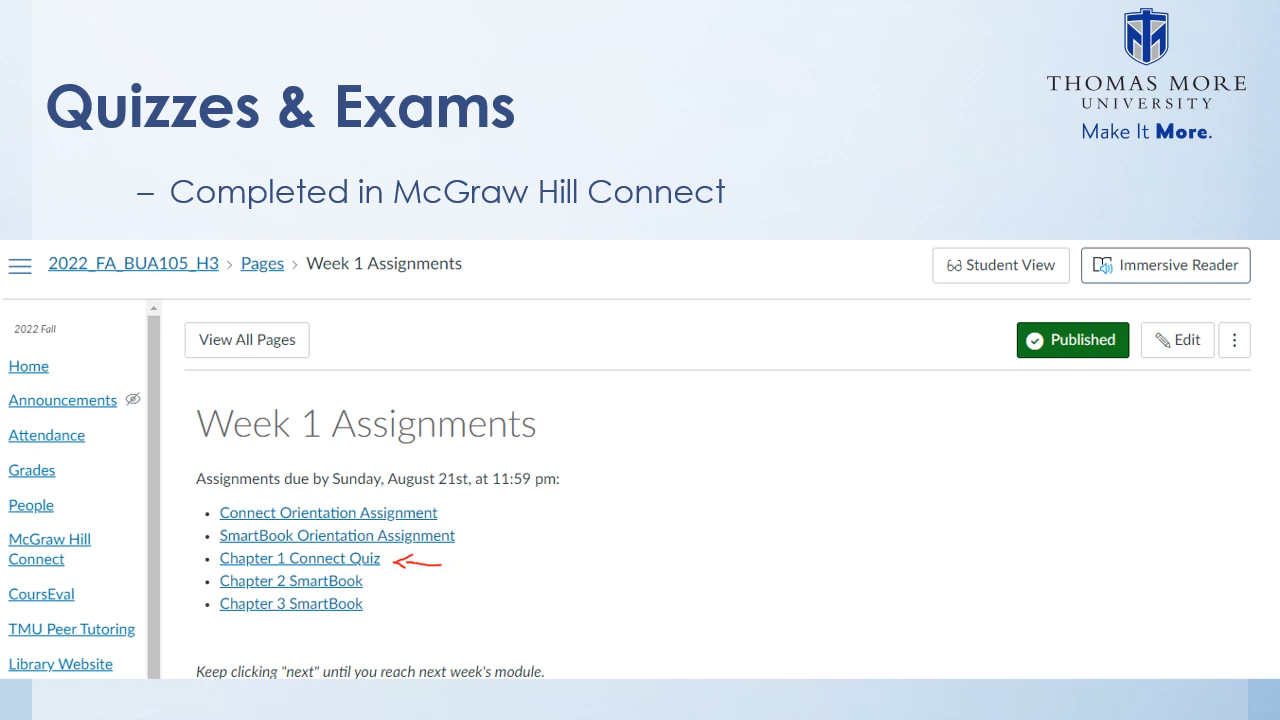 THOMAS MORE
UNIVERSITY
Make It More.
Quizzes & Exams
– Completed in McGraw Hill Connect
2022_FA_BUA105_H3 › Pages › Week 1 Assignments
Student View
Immersive Reader
2022 Fall
Home
Announcements
Attendance
Grades
People
McGraw Hill
Connect
CoursEval
TMU Peer Tutoring
Library Website
View All Pages
Published
Edit
Week 1 Assignments
Assignments due by Sunday, August 21st, at 11:59 pm:
• Connect Orientation Assignment
• SmartBook Orientation Assignment
• Chapter 1 Connect Quiz
• Chapter 2 SmartBook
• Chapter 3 SmartBook
Keep clicking "next" until you reach next week's module.